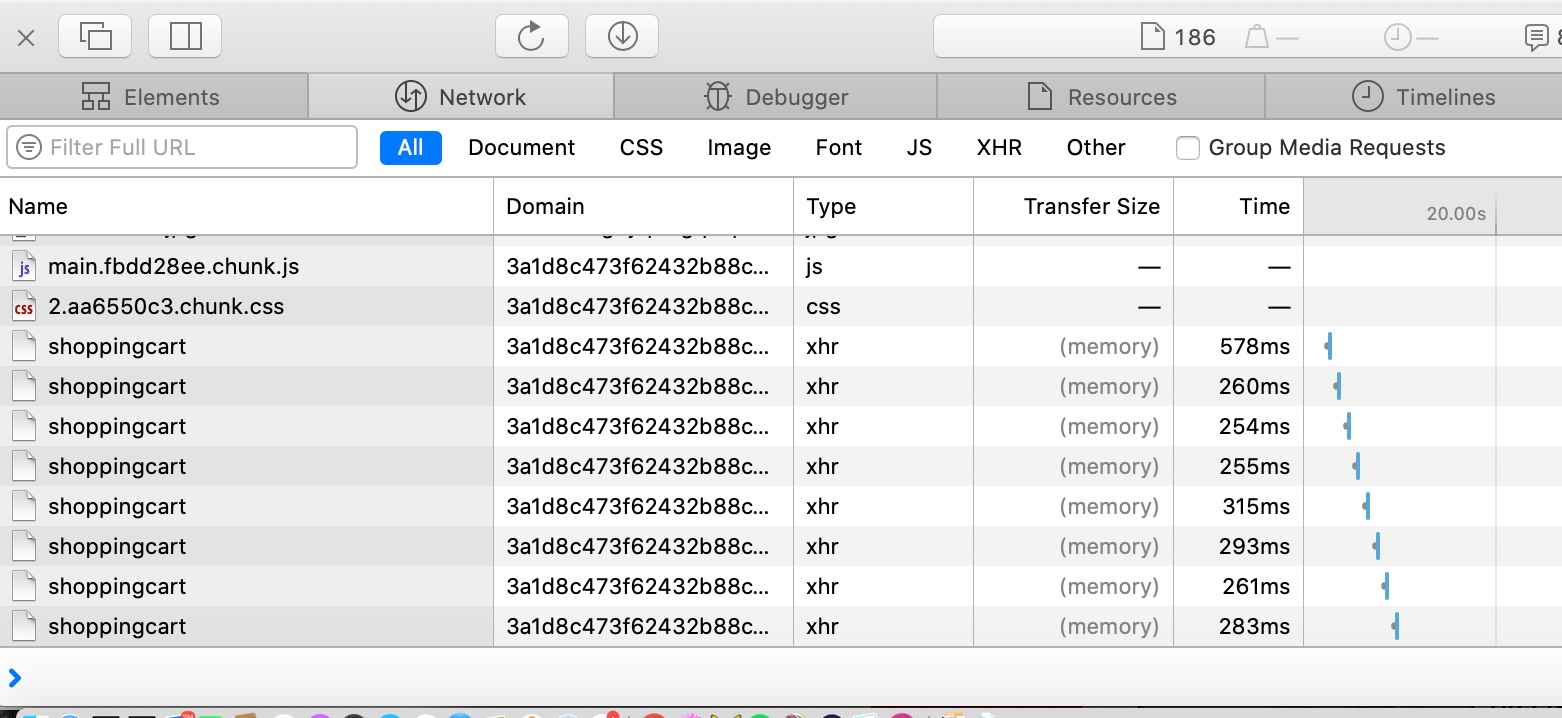 186 — —
Elements Network Debugger Resources Timelines
Filter Full URL All Document CSS Image Font JS XHR Other Group Media Requests
Name Domain Type Transfer Size Time 20.00s
js main.fbdd28ee.chunk.js 3a1d8c473f62432b88c... js — —
css 2.aa6550c3.chunk.css 3a1d8c473f62432b88c... css — —
shoppingcart 3a1d8c473f62432b88c... xhr (memory) 578ms
shoppingcart 3a1d8c473f62432b88c... xhr (memory) 260ms
shoppingcart 3a1d8c473f62432b88c... xhr (memory) 254ms
shoppingcart 3a1d8c473f62432b88c... xhr (memory) 255ms
shoppingcart 3a1d8c473f62432b88c... xhr (memory) 315ms
shoppingcart 3a1d8c473f62432b88c... xhr (memory) 293ms
shoppingcart 3a1d8c473f62432b88c... xhr (memory) 261ms
shoppingcart 3a1d8c473f62432b88c... xhr (memory) 283ms